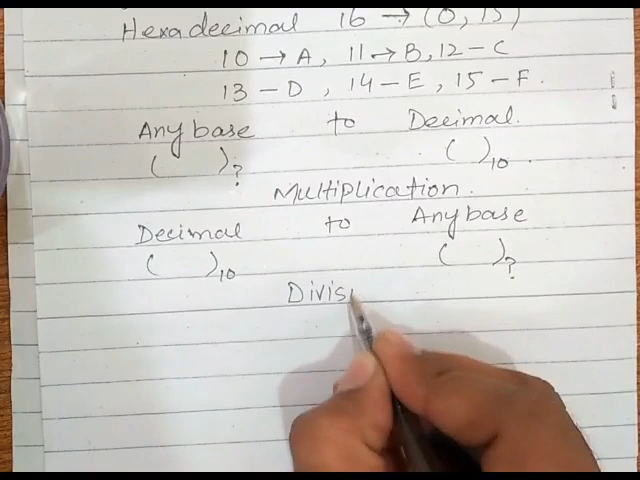 Hexadecimal 16 → (0, 15)
10 → A, 11 → B, 12 - C
13 - D, 14 - E, 15 - F.
Any base to Decimal.
( )? ( )10.
Multiplication.
Decimal to Any base
( )10 ( )?
Divisi